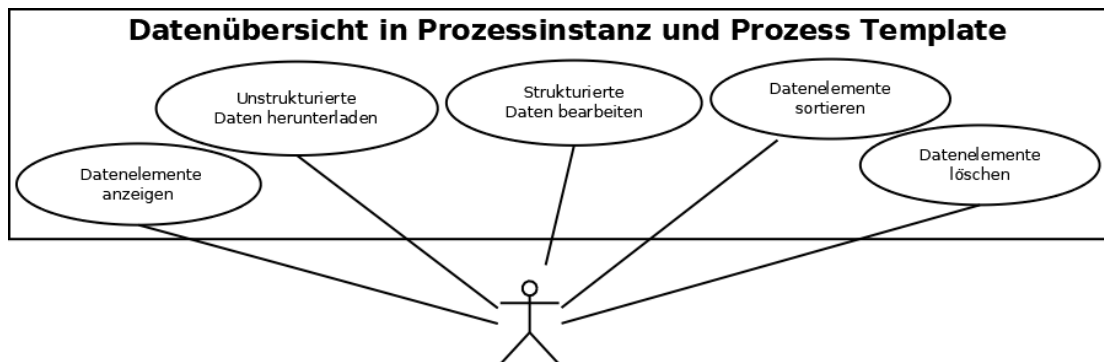 Datenübersicht in Prozessinstanz und Prozess Template
Unstrukturierte
Daten herunterladen
Strukturierte
Daten bearbeiten
Datenelemente
sortieren
Datenelemente
anzeigen
Datenelemente
löschen